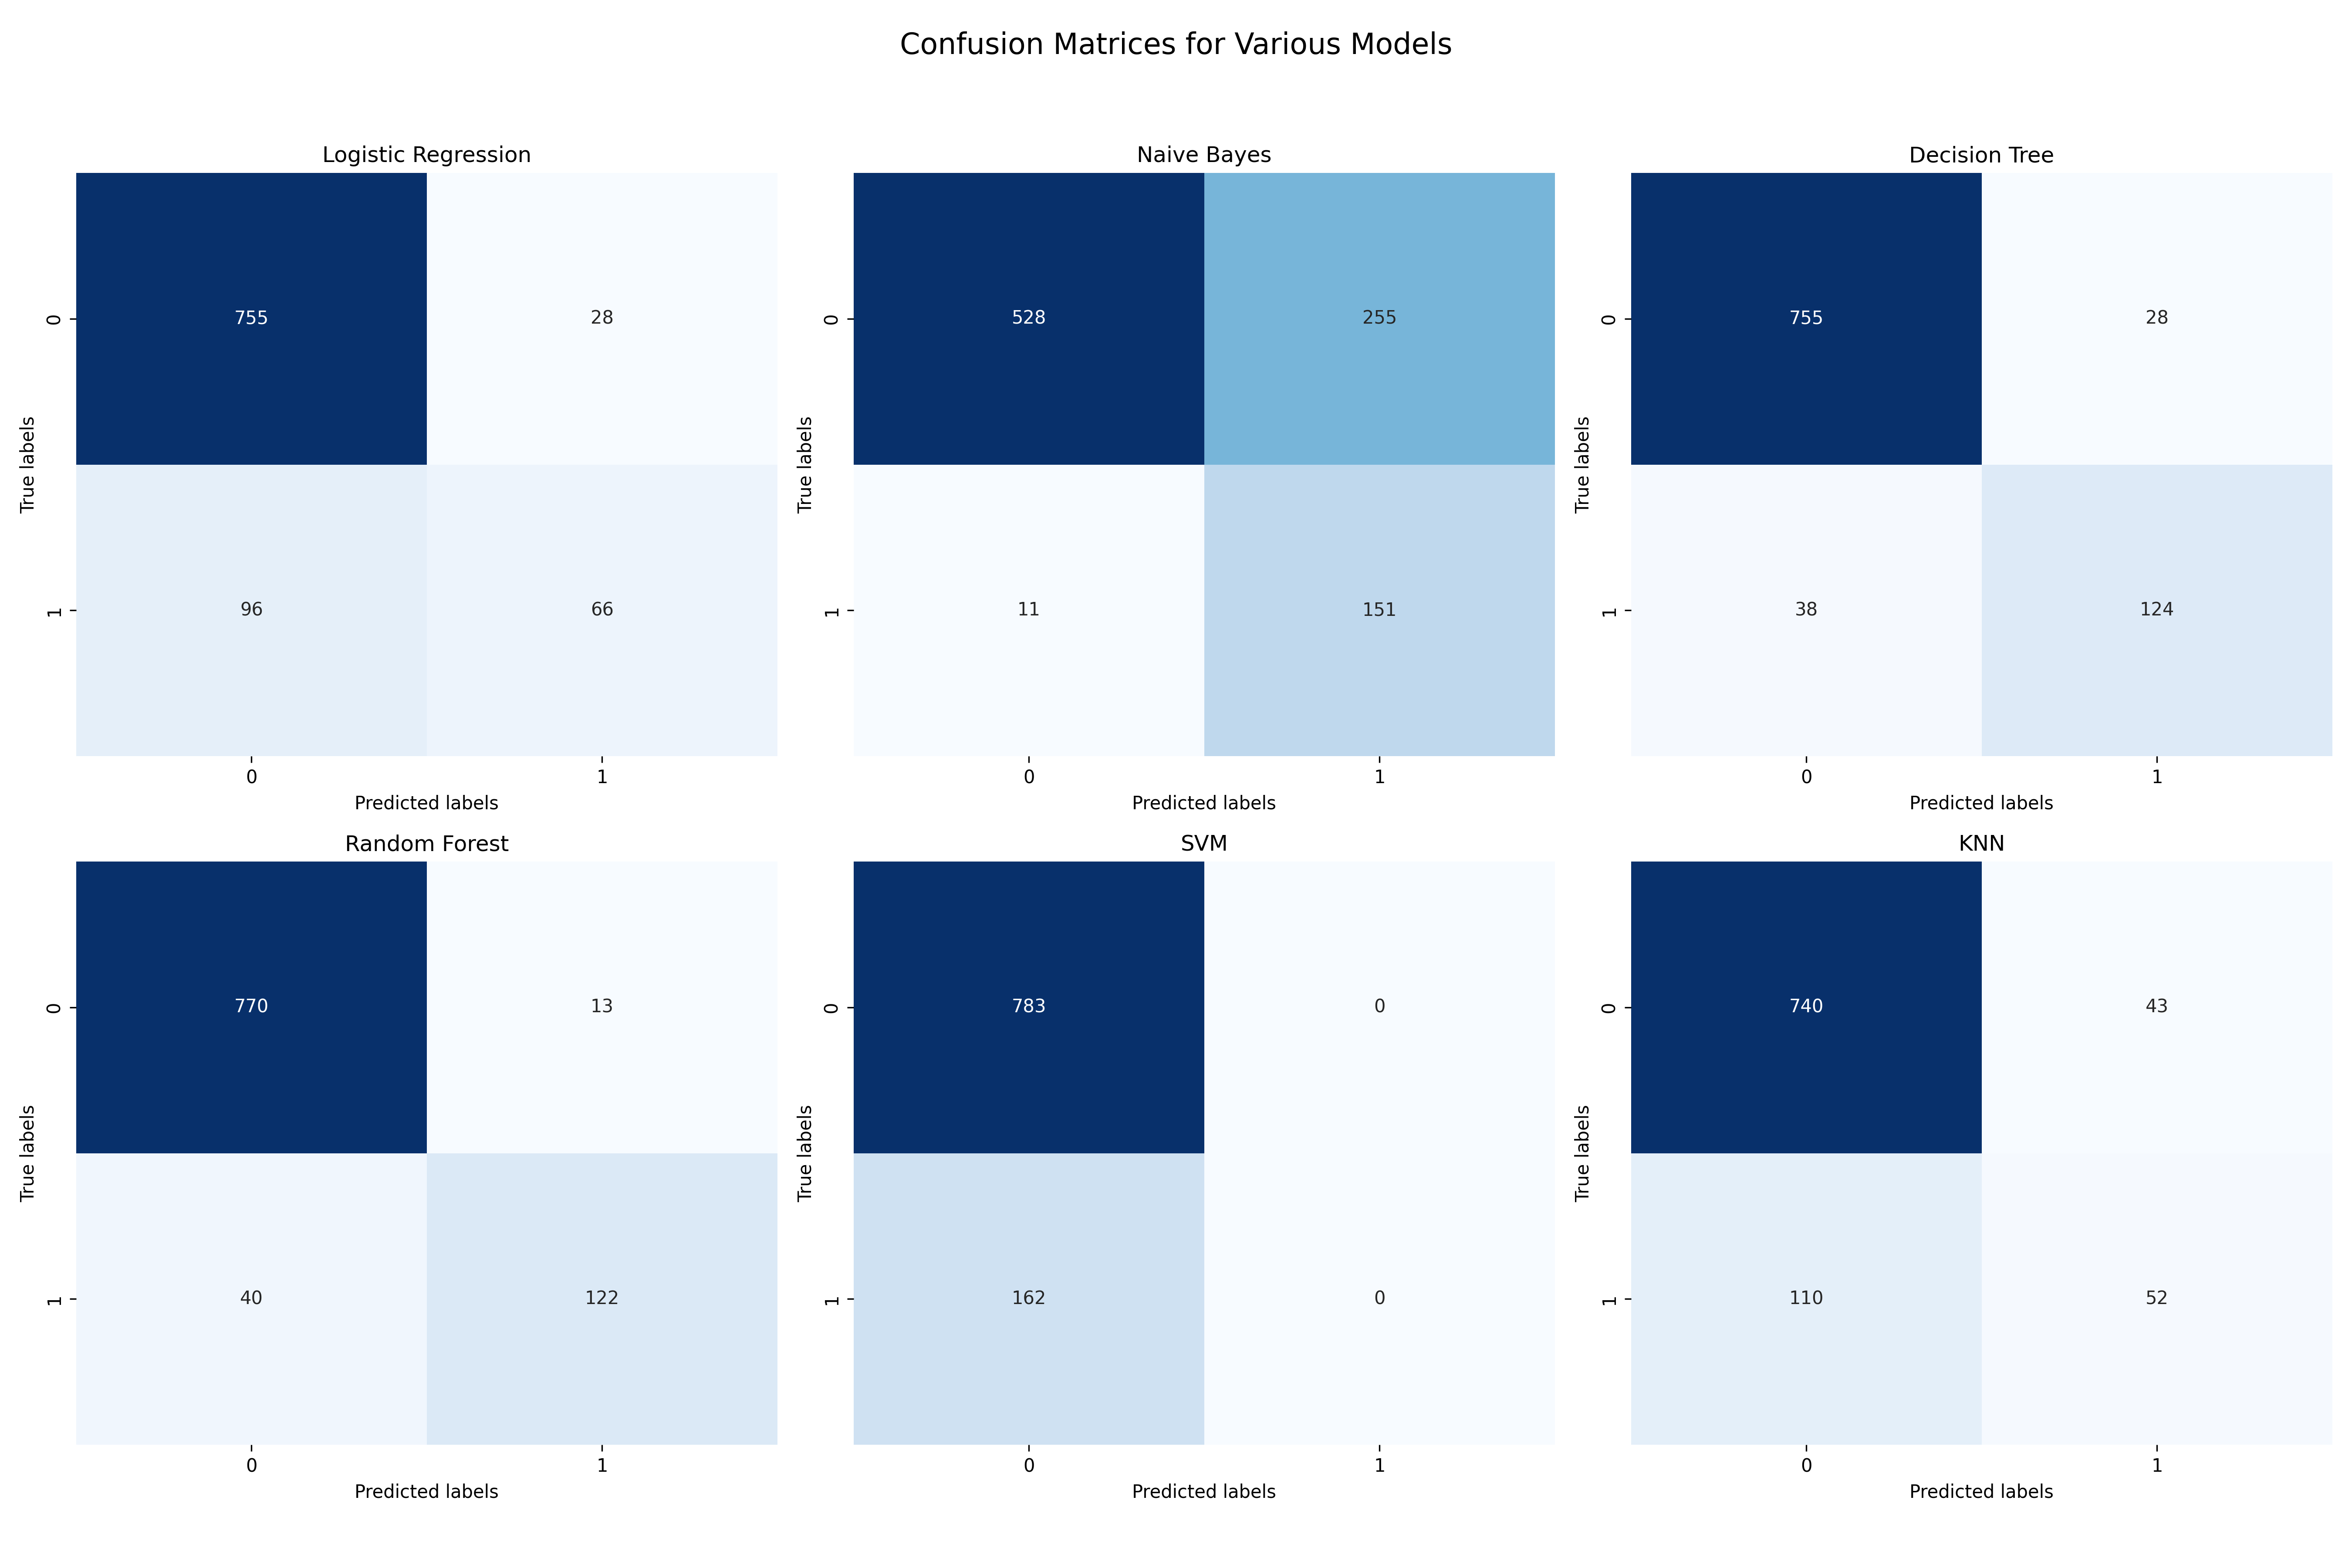 Confusion Matrices for Various Models
Logistic Regression
0
1
True labels
755
28
96
66
0
1
Predicted labels
Naive Bayes
0
1
True labels
528
255
11
151
0
1
Predicted labels
Decision Tree
0
1
True labels
755
28
38
124
0
1
Predicted labels
Random Forest
0
1
True labels
770
13
40
122
0
1
Predicted labels
SVM
0
1
True labels
783
0
162
0
0
1
Predicted labels
KNN
0
1
True labels
740
43
110
52
0
1
Predicted labels